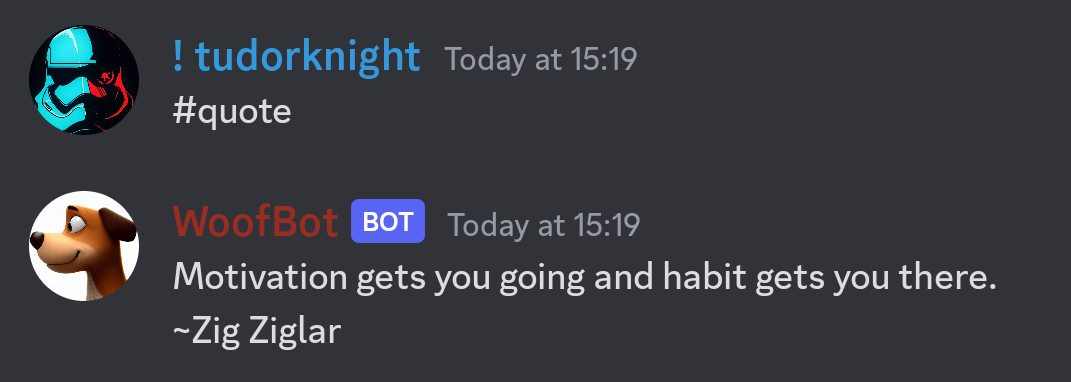 ! tudorknight Today at 15:19
#quote
WoofBot BOT Today at 15:19
Motivation gets you going and habit gets you there.
~Zig Ziglar